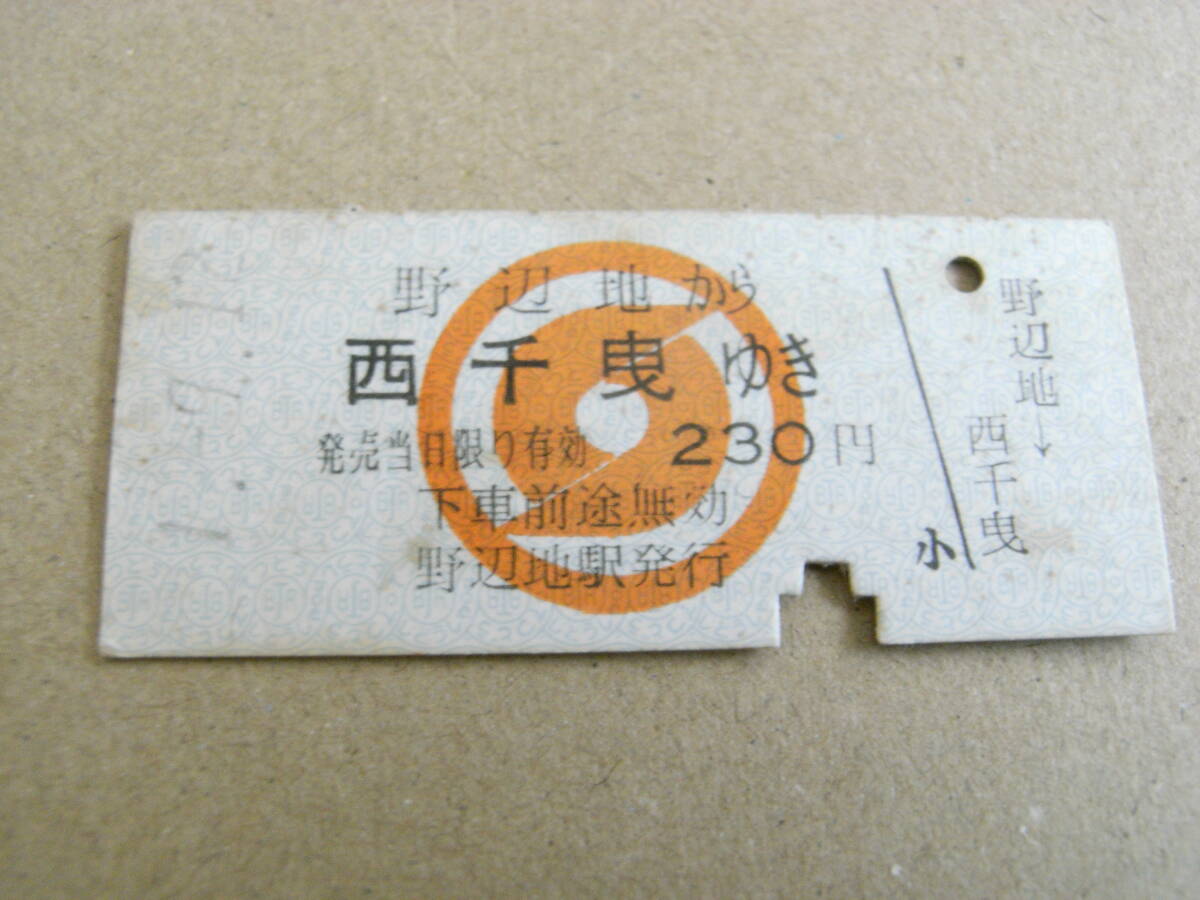 野辺地から
西千曳ゆき
発売当日限り有効 230円
下車前途無効
野辺地駅発行
小
野辺地→
西千曳